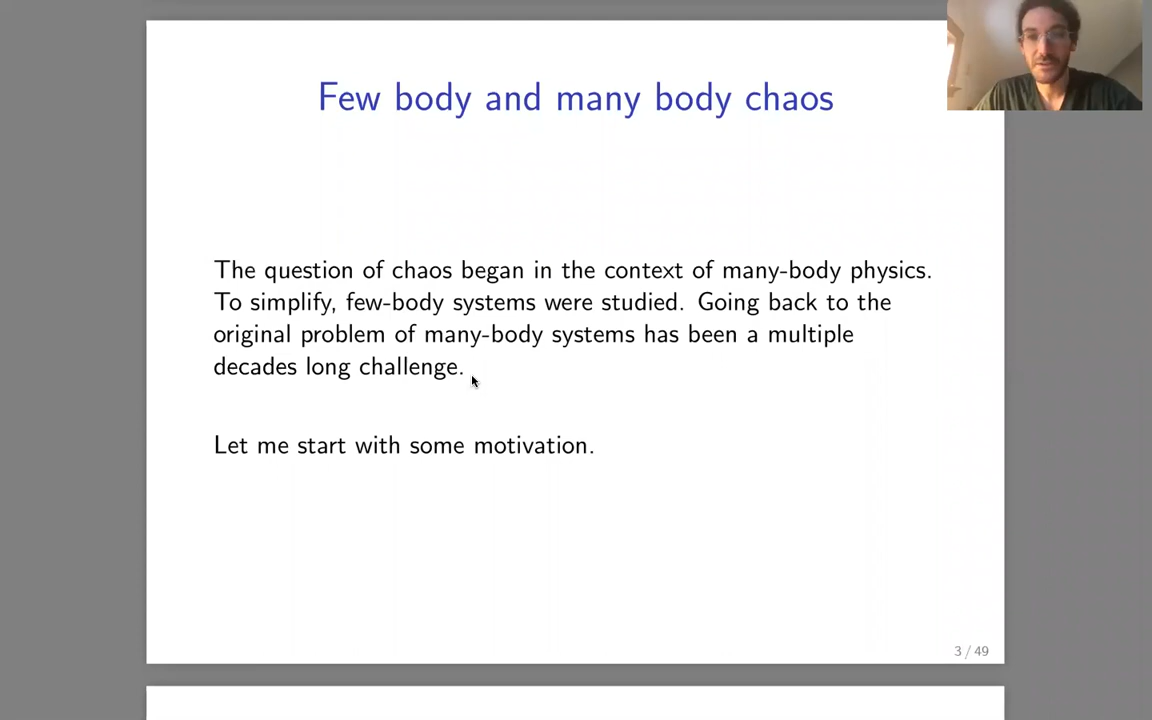 Few body and many body chaos
The question of chaos began in the context of many-body physics.
To simplify, few-body systems were studied. Going back to the
original problem of many-body systems has been a multiple
decades long challenge.
Let me start with some motivation.
3 / 49